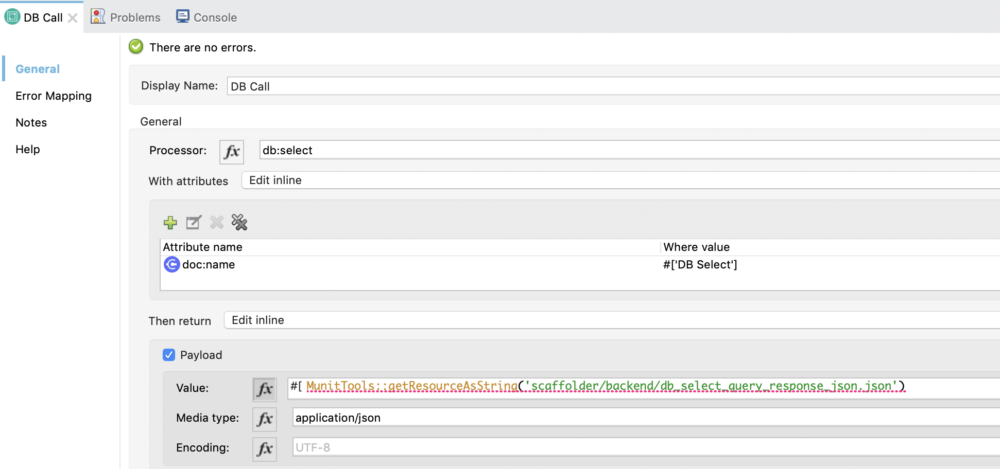 DB Call Problems Console
There are no errors.
General
Error Mapping
Notes
Help
Display Name: DB Call
General
Processor: fx db:select
With attributes Edit inline
Attribute name Where value
doc:name #['DB Select']
Then return Edit inline
Payload
Value: fx #[ MunitTools::getResourceAsString('scaffolder/backend/db_select_query_response_json.json')
Media type: fx application/json
Encoding: fx UTF-8